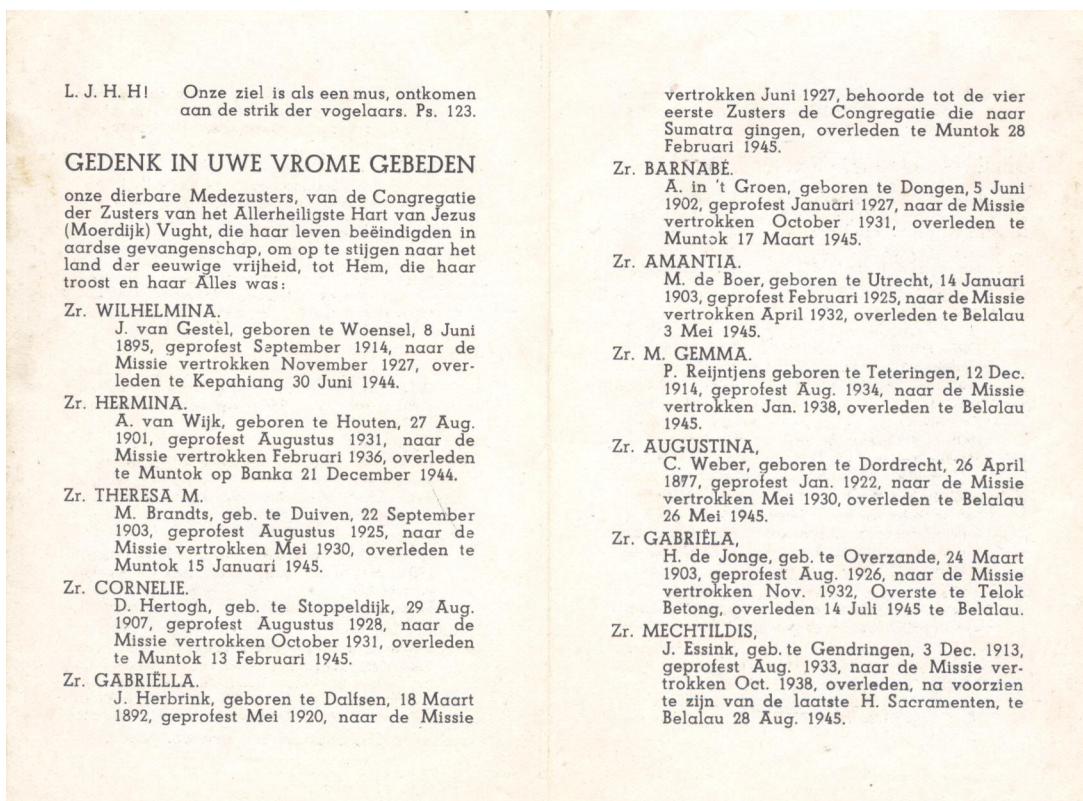 L. J. H. H! Onze ziel is als een mus, ontkomen
aan de strik der vogelaars. Ps. 123.
GEDENK IN UWE VROME GEBEDEN
onze dierbare Medezusters, van de Congregatie
der Zusters van het Allerheiligste Hart van Jezus
(Moerdijk) Vught, die haar leven beëindigden in
aardse gevangenschap, om op te stijgen naar het
land der eeuwige vrijheid, tot Hem, die haar
troost en haar Alles was:
Zr. WILHELMINA.
J. van Gestel, geboren te Woensel, 8 Juni
1895, geprofest September 1914, naar de
Missie vertrokken November 1927, over-
leden te Kepahiang 30 Juni 1944.
Zr. HERMINA.
A. van Wijk, geboren te Houten, 27 Aug.
1901, geprofest Augustus 1931, naar de
Missie vertrokken Februari 1936, overleden
te Muntok op Banka 21 December 1944.
Zr. THERESA M.
M. Brandts, geb. te Duiven, 22 September
1903, geprofest Augustus 1925, naar de
Missie vertrokken Mei 1930, overleden te
Muntok 15 Januari 1945.
Zr. CORNELIE.
D. Hertogh, geb. te Stoppeldijk, 29 Aug.
1907, geprofest Augustus 1928, naar de
Missie vertrokken October 1931, overleden
te Muntok 13 Februari 1945.
Zr. GABRIËLLA.
J. Herbrink, geboren te Dalfsen, 18 Maart
1892, geprofest Mei 1920, naar de Missie
vertrokken Juni 1927, behoorde tot de vier
eerste Zusters de Congregatie die naar
Sumatra gingen, overleden te Muntok 28
Februari 1945.
Zr. BARNABÉ.
A. in 't Groen, geboren te Dongen, 5 Juni
1902, geprofest Januari 1927, naar de Missie
vertrokken October 1931, overleden te
Muntok 17 Maart 1945.
Zr. AMANTIA.
M. de Boer, geboren te Utrecht, 14 Januari
1903, geprofest Februari 1925, naar de Missie
vertrokken April 1932, overleden te Belalau
3 Mei 1945.
Zr. M. GEMMA.
P. Reijntjens geboren te Teteringen, 12 Dec.
1914, geprofest Aug. 1934, naar de Missie
vertrokken Jan. 1938, overleden te Belalau
1945.
Zr. AUGUSTINA,
C. Weber, geboren te Dordrecht, 26 April
1897, geprofest Jan. 1922, naar de Missie
vertrokken Mei 1930, overleden te Belalau
26 Mei 1945.
Zr. GABRIËLA,
H. de Jonge, geb. te Overzande, 24 Maart
1903, geprofest Aug. 1926, naar de Missie
vertrokken Nov. 1932, Overste te Telok
Betong, overleden 14 Juli 1945 te Belalau.
Zr. MECHTILDIS,
J. Essink, geb. te Gendringen, 3 Dec. 1913,
geprofest Aug. 1933, naar de Missie ver-
trokken Oct. 1938, overleden, na voorzien
te zijn van de laatste H. Sacramenten, te
Belalau 28 Aug. 1945.